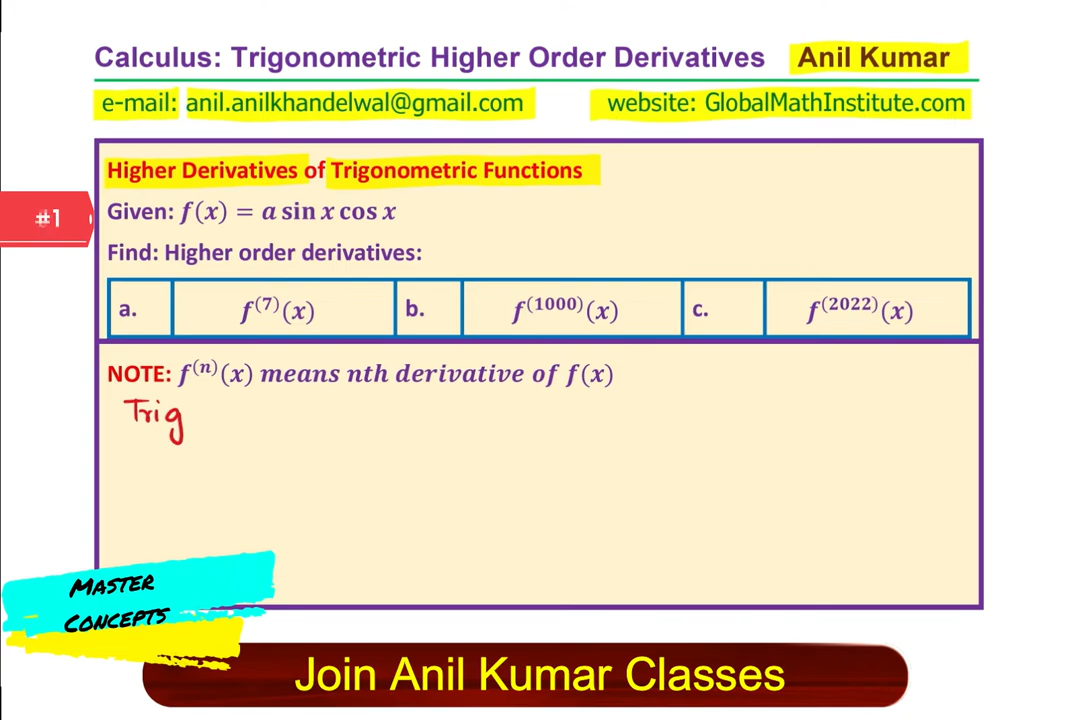 Calculus: Trigonometric Higher Order Derivatives Anil Kumar
e-mail: anil.anilkhandelwal@gmail.com website: GlobalMathInstitute.com
Higher Derivatives of Trigonometric Functions
#1
Given: f(x) = a sin x cos x
Find: Higher order derivatives:
a. f⁽⁷⁾(x) b. f⁽¹⁰⁰⁰⁾(x) c. f⁽²⁰²²⁾(x)
NOTE: f⁽ⁿ⁾(x) means nth derivative of f(x)
Trig
MASTER
CONCEPTS
Join Anil Kumar Classes